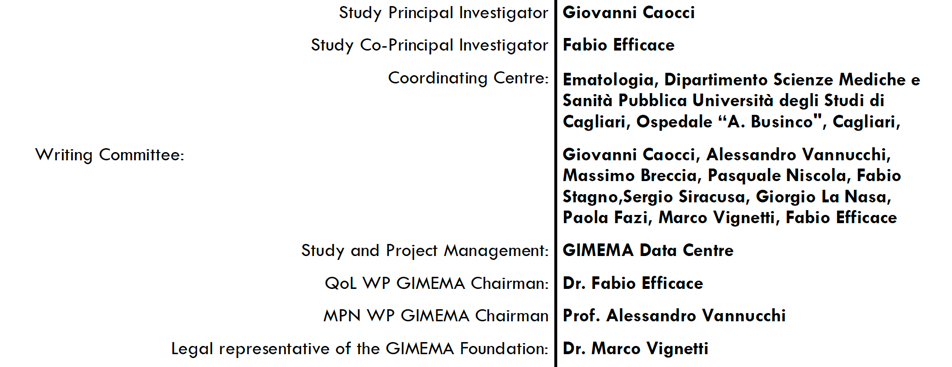 Study Principal Investigator Giovanni Caocci
Study Co-Principal Investigator Fabio Efficace
Coordinating Centre: Ematologia, Dipartimento Scienze Mediche e
Sanità Pubblica Università degli Studi di
Cagliari, Ospedale “A. Businco", Cagliari,
Writing Committee: Giovanni Caocci, Alessandro Vannucchi,
Massimo Breccia, Pasquale Niscola, Fabio
Stagno,Sergio Siracusa, Giorgio La Nasa,
Paola Fazi, Marco Vignetti, Fabio Efficace
Study and Project Management: GIMEMA Data Centre
QoL WP GIMEMA Chairman: Dr. Fabio Efficace
MPN WP GIMEMA Chairman Prof. Alessandro Vannucchi
Legal representative of the GIMEMA Foundation: Dr. Marco Vignetti